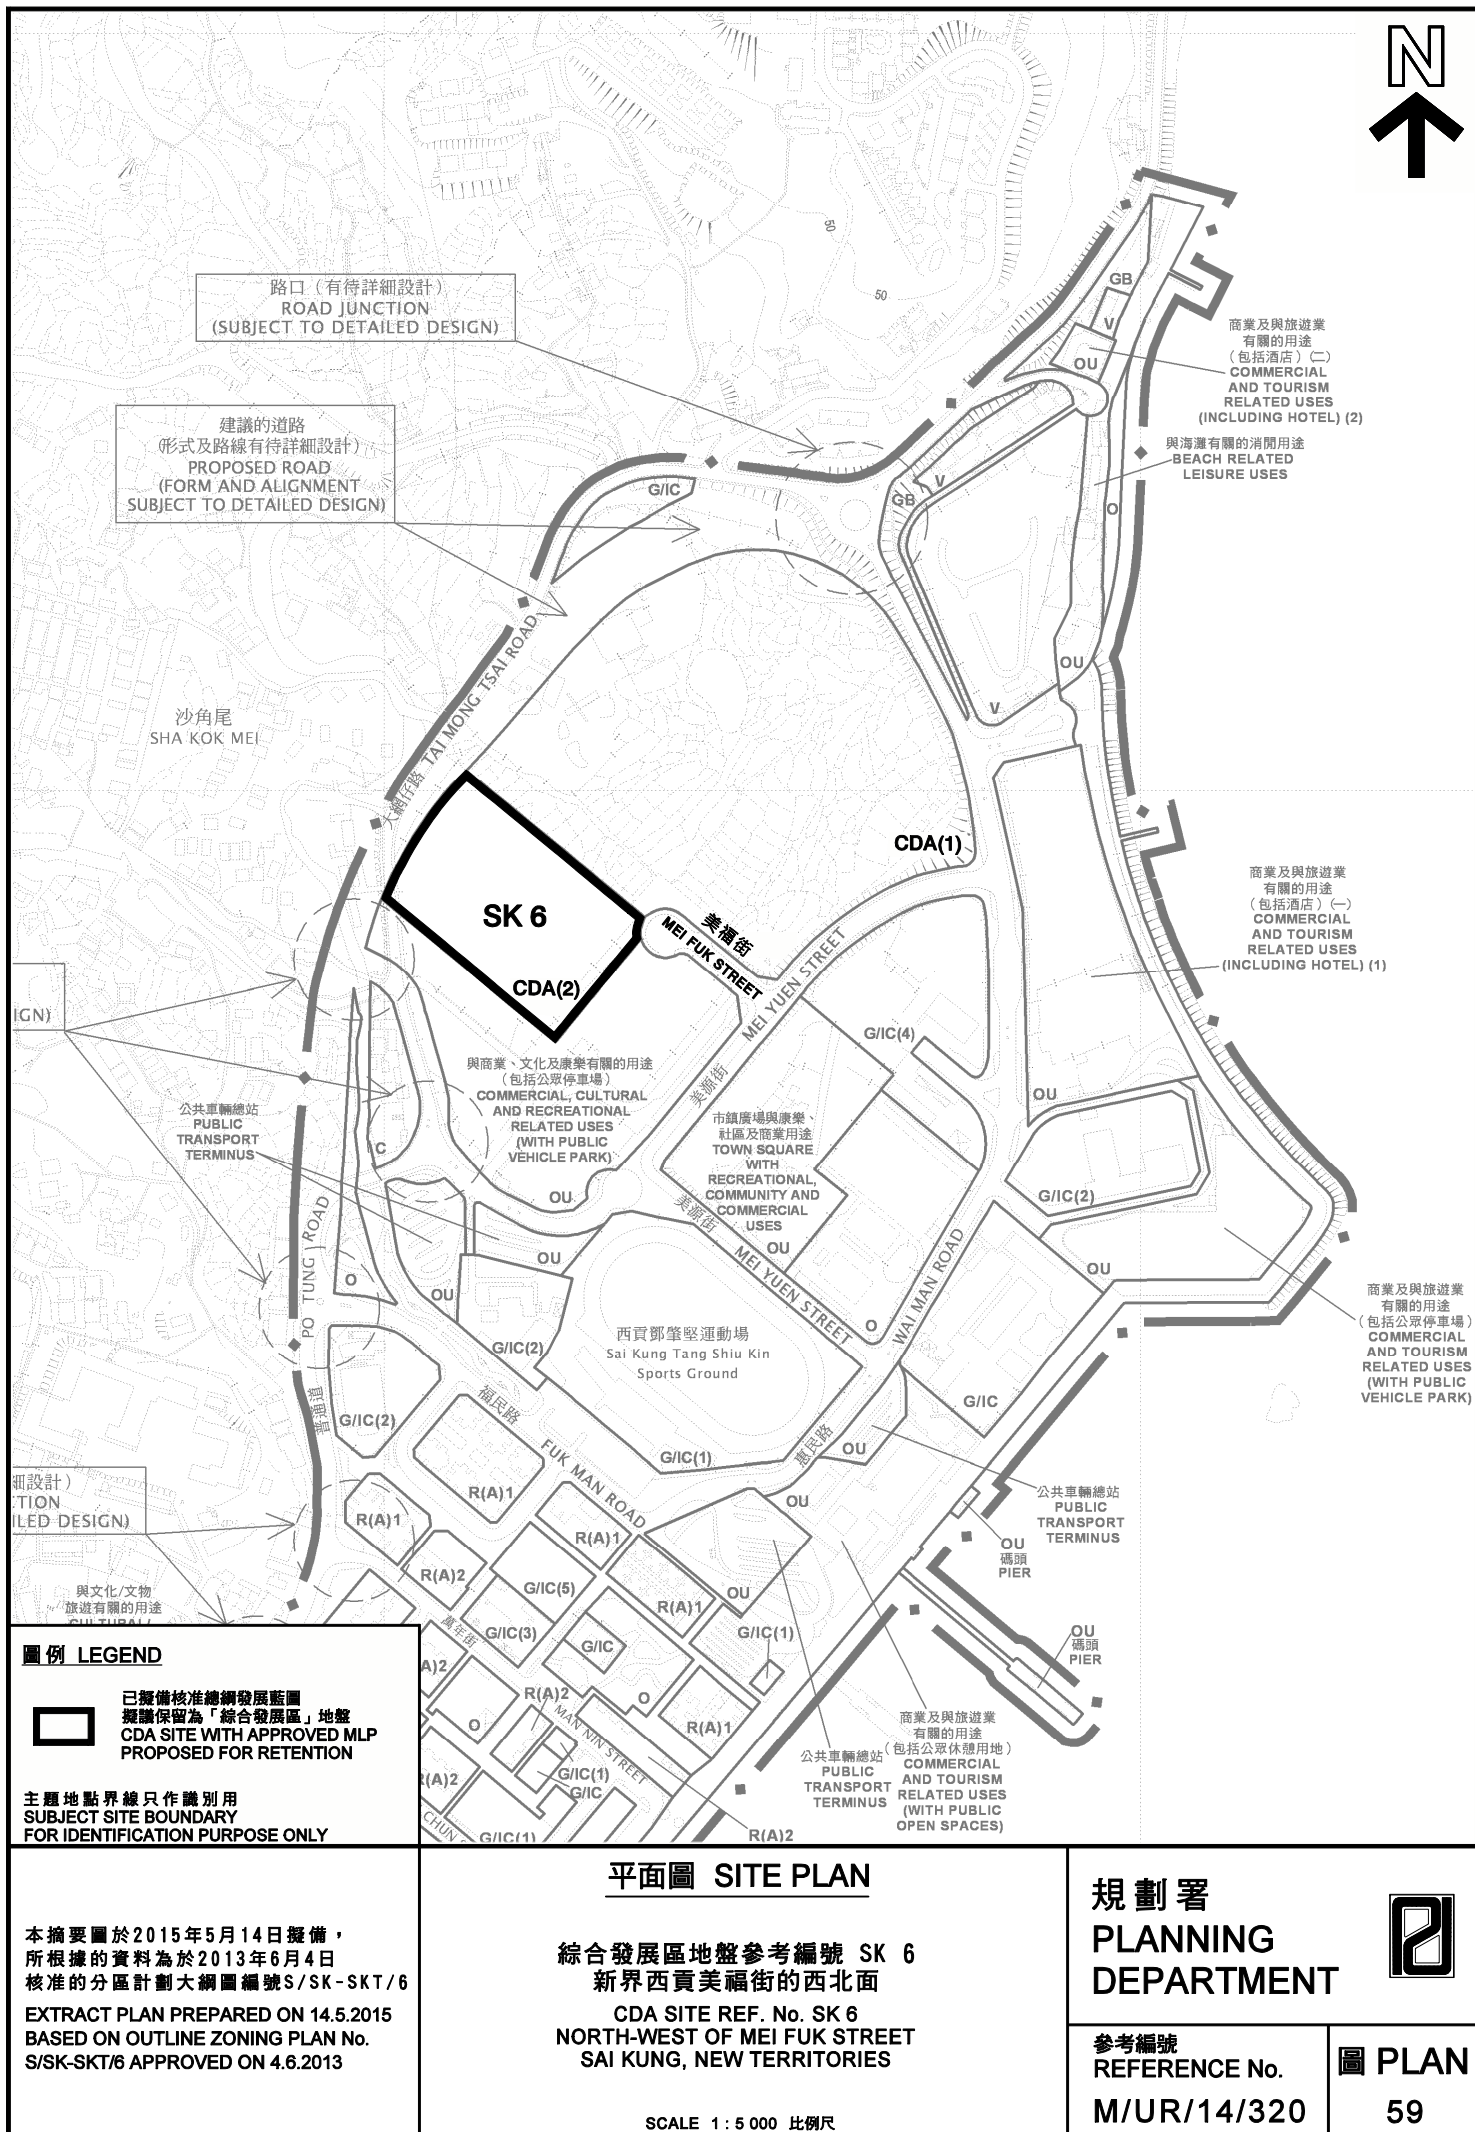 N
50
50
路口（有待詳細設計）
ROAD JUNCTION
(SUBJECT TO DETAILED DESIGN)
建議的道路
（形式及路線有待詳細設計）
PROPOSED ROAD
(FORM AND ALIGNMENT
SUBJECT TO DETAILED DESIGN)
G/IC
GB
V
OU
商業及與旅遊業
有關的用途
（包括酒店）（二）
COMMERCIAL
AND TOURISM
RELATED USES
(INCLUDING HOTEL) (2)
與海灘有關的消閒用途
BEACH RELATED
LEISURE USES
GB
V
O
OU
V
沙角尾
SHA KOK MEI
大網仔路 TAI MONG TSAI ROAD
SK 6
CDA(2)
CDA(1)
美福街
MEI FUK STREET
MEI YUEN STREET
美源街
商業及與旅遊業
有關的用途
（包括酒店）（一）
COMMERCIAL
AND TOURISM
RELATED USES
(INCLUDING HOTEL) (1)
IGN)
G/IC(4)
OU
與商業、文化及康樂有關的用途
（包括公眾停車場）
COMMERCIAL, CULTURAL
AND RECREATIONAL
RELATED USES
(WITH PUBLIC
VEHICLE PARK)
OU
公共車輛總站
PUBLIC
TRANSPORT
TERMINUS
C
市鎮廣場與康樂、
社區及商業用途
TOWN SQUARE
WITH
RECREATIONAL,
COMMUNITY AND
COMMERCIAL
USES
OU
G/IC(2)
美源街
MEI YUEN STREET
WAI MAN ROAD
惠民路
PO TUNG ROAD
普通道
O
OU
OU
G/IC(2)
OU
O
西貢鄧肇堅運動場
Sai Kung Tang Shiu Kin
Sports Ground
商業及與旅遊業
有關的用途
（包括公眾停車場）
COMMERCIAL
AND TOURISM
RELATED USES
(WITH PUBLIC
VEHICLE PARK)
G/IC
G/IC(2)
福民路
FUK MAN ROAD
G/IC(1)
OU
細設計）
TION
ILED DESIGN)
R(A)1
R(A)1
R(A)1
OU
公共車輛總站
PUBLIC
TRANSPORT
TERMINUS
OU
碼頭
PIER
R(A)2
G/IC(5)
R(A)1
OU
與文化/文物
旅遊有關的用途
CULTURAL/
萬年街
G/IC(3)
G/IC
G/IC(1)
OU
碼頭
PIER
A)2
R(A)2
O
O
MAN NIN STREET
R(A)1
G/IC(1)
G/IC
R(A)2
CHUN
G/IC(1)
R(A)2
公共車輛總站
PUBLIC
TRANSPORT
TERMINUS
商業及與旅遊業
有關的用途
（包括公眾休憩用地）
COMMERCIAL
AND TOURISM
RELATED USES
(WITH PUBLIC
OPEN SPACES)
圖例 LEGEND
已擬備核准總綱發展藍圖
擬議保留為「綜合發展區」地盤
CDA SITE WITH APPROVED MLP
PROPOSED FOR RETENTION
主題地點界線只作識別用
SUBJECT SITE BOUNDARY
FOR IDENTIFICATION PURPOSE ONLY
本摘要圖於2015年5月14日擬備，
所根據的資料為於2013年6月4日
核准的分區計劃大綱圖編號S/SK-SKT/6
EXTRACT PLAN PREPARED ON 14.5.2015
BASED ON OUTLINE ZONING PLAN No.
S/SK-SKT/6 APPROVED ON 4.6.2013
平面圖 SITE PLAN
綜合發展區地盤參考編號 SK 6
新界西貢美福街的西北面
CDA SITE REF. No. SK 6
NORTH-WEST OF MEI FUK STREET
SAI KUNG, NEW TERRITORIES
SCALE 1 : 5 000 比例尺
規劃署
PLANNING
DEPARTMENT
參考編號
REFERENCE No.
M/UR/14/320
圖 PLAN
59